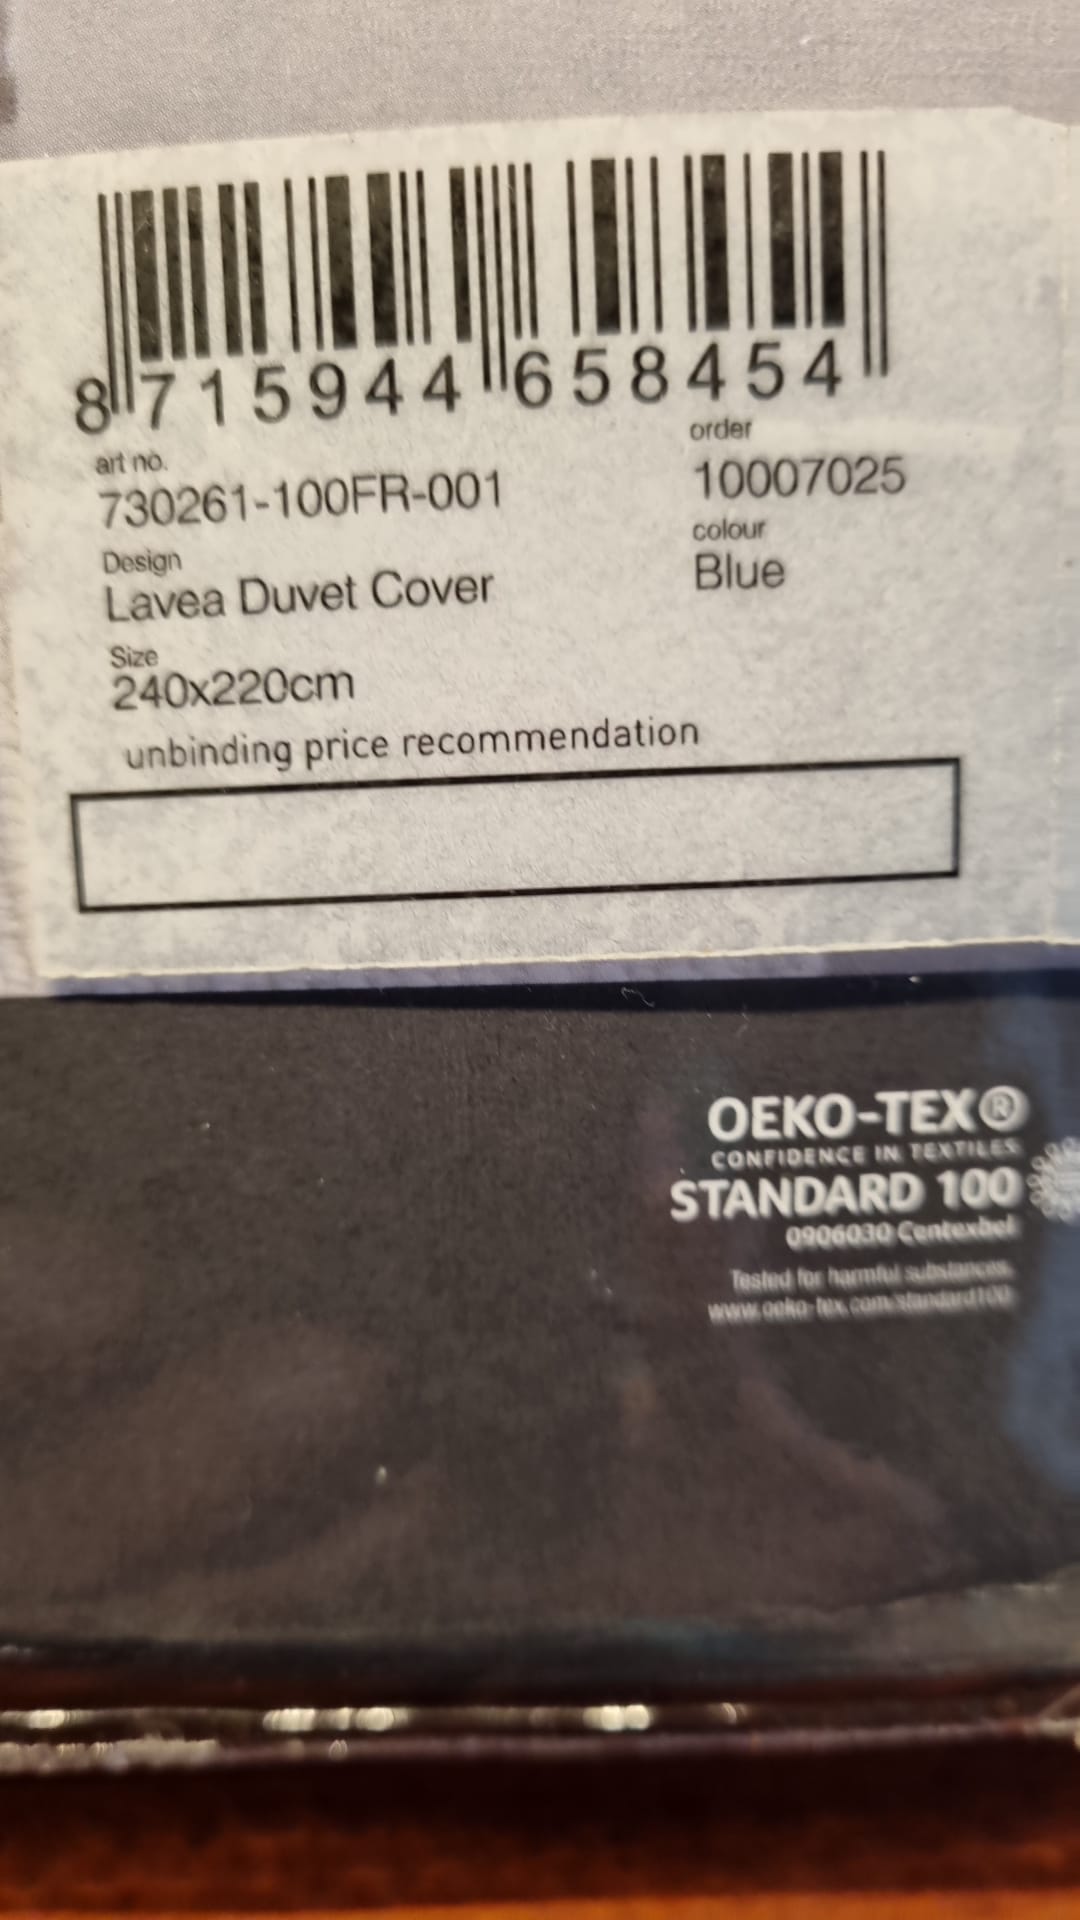 8 715944 658454
art no.
730261-100FR-001
order
10007025
Design
Lavea Duvet Cover
colour
Blue
Size
240x220cm
unbinding price recommendation
OEKO-TEX®
CONFIDENCE IN TEXTILES
STANDARD 100
0906030 Centexbel
Tested for harmful substances.
www.oeko-tex.com/standard100